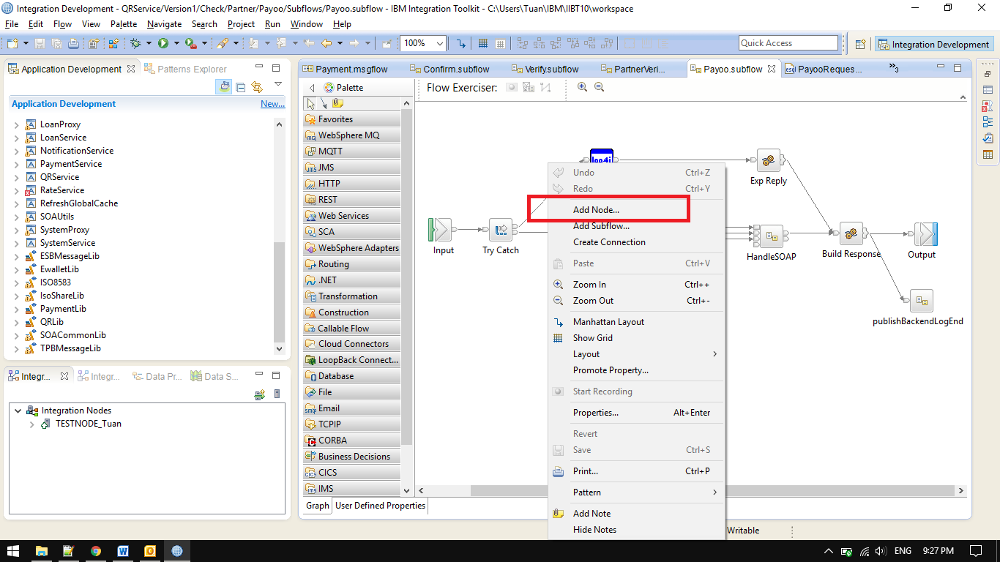 Integration Development - QRService/Version1/Check/Partner/Payoo/Subflows/Payoo.subflow - IBM Integration Toolkit - C:\Users\Tuan\IBM\IIBT10\workspace
File Edit Flow View Palette Navigate Search Project Run Window Help
100%
Quick Access
Integration Development
Application Development
Patterns Explorer
Application Development
New...
LoanProxy
LoanService
NotificationService
PaymentService
QRService
RateService
RefreshGlobalCache
SOAUtils
SystemProxy
SystemService
ESBMessageLib
EwalletLib
ISO8583
IsoShareLib
PaymentLib
QRLib
SOACommonLib
TPBMessageLib
Integr...
Integr...
Data Pr...
Data S...
Integration Nodes
TESTNODE_Tuan
Payment.msgflow
Confirm.subflow
Verify.subflow
PartnerVeri...
Payoo.subflow
PayooReques...
3
Palette
Favorites
WebSphere MQ
MQTT
JMS
HTTP
REST
Web Services
SCA
WebSphere Adapters
Routing
.NET
Transformation
Construction
Callable Flow
Cloud Connectors
LoopBack Connect...
Database
File
Email
TCPIP
CORBA
Business Decisions
CICS
IMS
Graph
User Defined Properties
Flow Exerciser:
log4j
Exp Reply
Input
Try Catch
HandleSOAP
Build Response
Output
publishBackendLogEnd
Undo Ctrl+Z
Redo Ctrl+Y
Add Node...
Add Subflow...
Create Connection
Paste Ctrl+V
Zoom In Ctrl++
Zoom Out Ctrl+-
Manhattan Layout
Show Grid
Layout
Promote Property...
Start Recording
Properties... Alt+Enter
Revert
Save Ctrl+S
Print... Ctrl+P
Pattern
Add Note
Hide Notes
Writable
ENG
9:27 PM